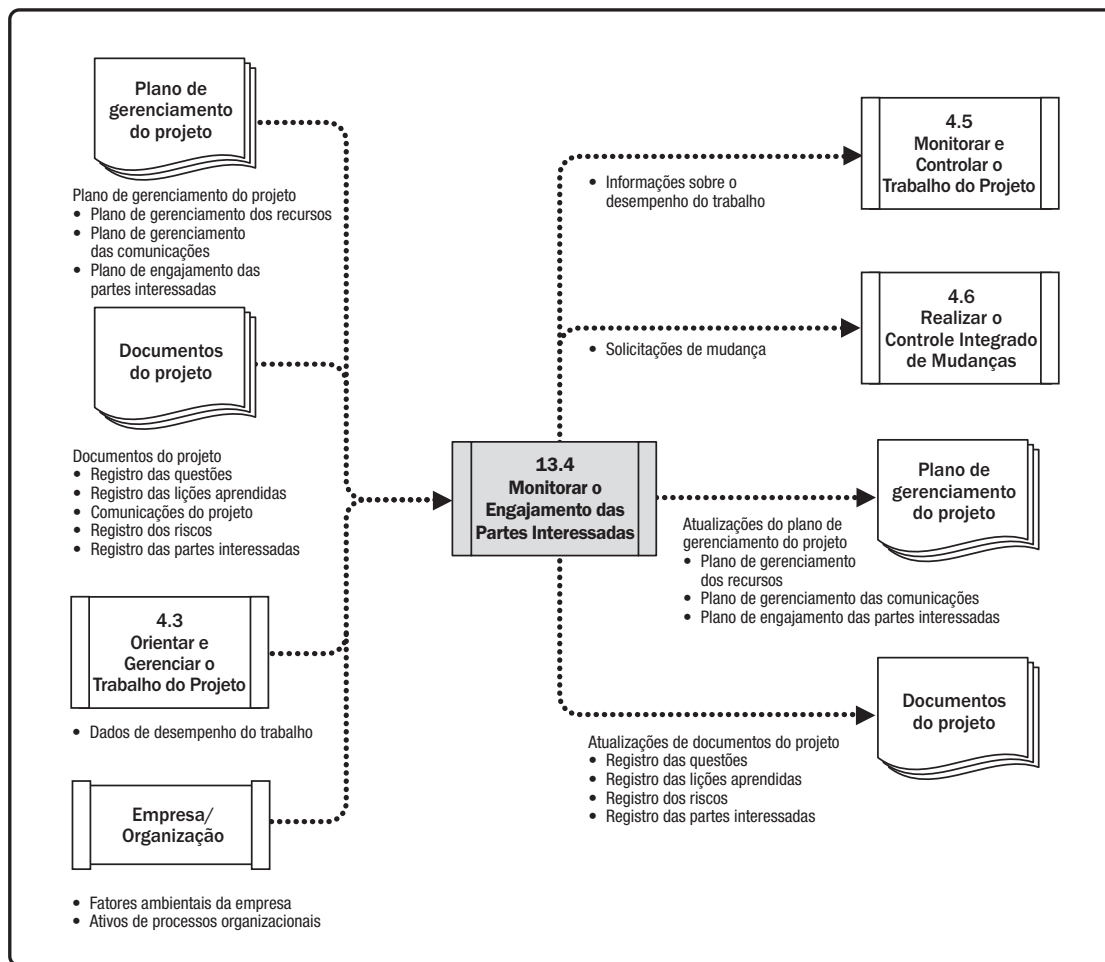 Plano de
gerenciamento
do projeto
Plano de gerenciamento do projeto
• Plano de gerenciamento dos recursos
• Plano de gerenciamento
das comunicações
• Plano de engajamento das
partes interessadas
Documentos
do projeto
Documentos do projeto
• Registro das questões
• Registro das lições aprendidas
• Comunicações do projeto
• Registro dos riscos
• Registro das partes interessadas
4.3
Orientar e
Gerenciar o
Trabalho do Projeto
• Dados de desempenho do trabalho
Empresa/
Organização
• Fatores ambientais da empresa
• Ativos de processos organizacionais
13.4
Monitorar o
Engajamento das
Partes Interessadas
• Informações sobre o
desempenho do trabalho
4.5
Monitorar e
Controlar o
Trabalho do Projeto
• Solicitações de mudança
4.6
Realizar o
Controle Integrado
de Mudanças
Atualizações do plano de
gerenciamento do projeto
• Plano de gerenciamento
dos recursos
• Plano de gerenciamento das comunicações
• Plano de engajamento das partes interessadas
Plano de
gerenciamento
do projeto
Atualizações de documentos do projeto
• Registro das questões
• Registro das lições aprendidas
• Registro dos riscos
• Registro das partes interessadas
Documentos
do projeto